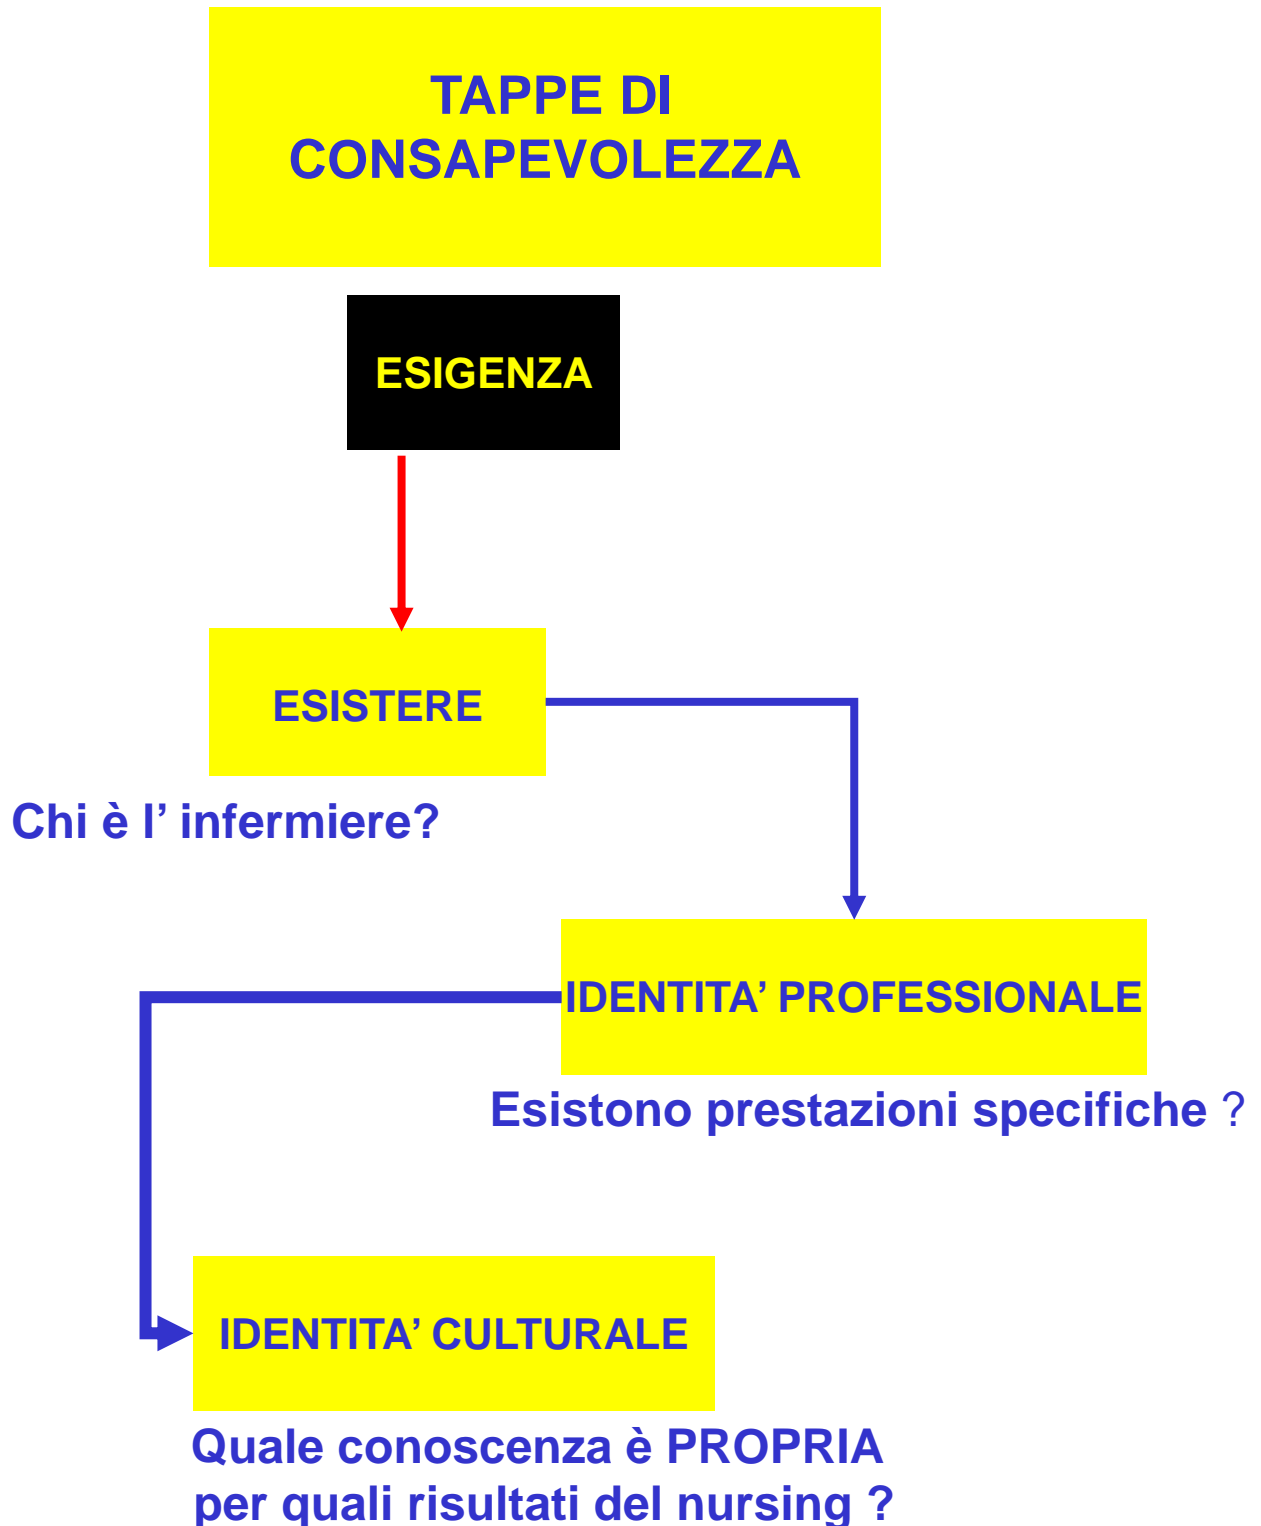 TAPPE DI
CONSAPEVOLEZZA
ESIGENZA
ESISTERE
Chi è l’ infermiere?
IDENTITA’ PROFESSIONALE
Esistono prestazioni specifiche ?
IDENTITA’ CULTURALE
Quale conoscenza è PROPRIA
per quali risultati del nursing ?